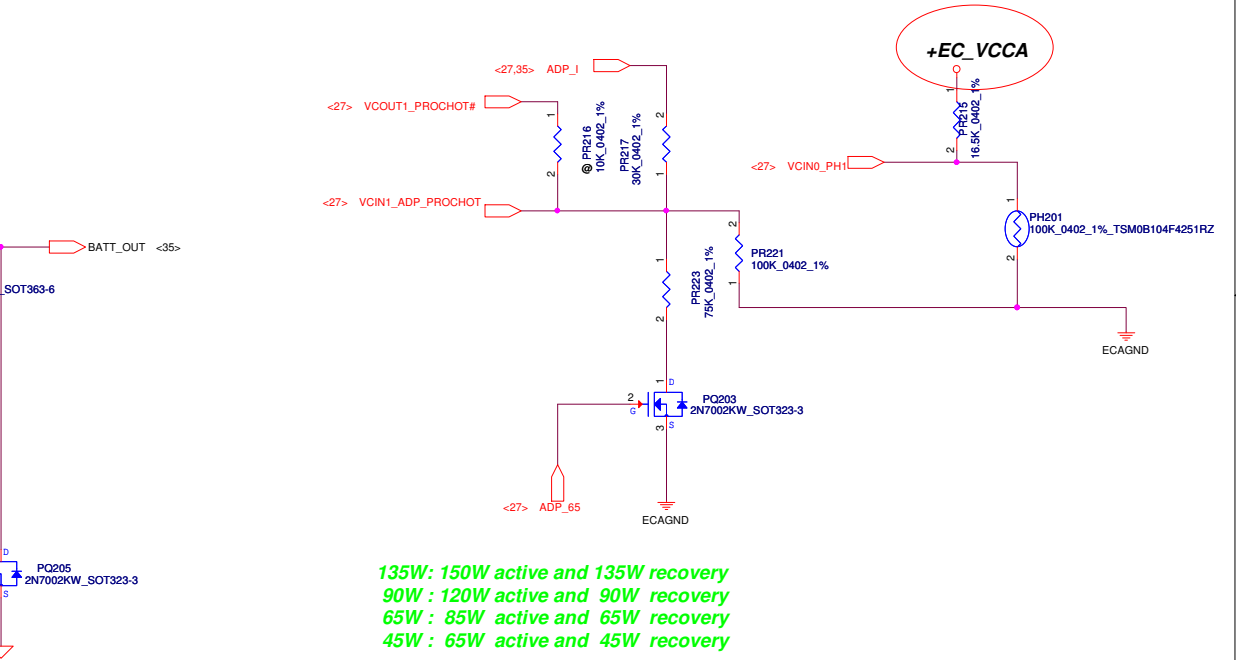 +EC_VCCA
<27,35> ADP_I
<27> VCOUT1_PROCHOT#
1
2
@ PR216
10K_0402_1%
2
1
PR217
30K_0402_1%
1
2
PR215
16.5K_0402_1%
<27> VCIN0_PH1
<27> VCIN1_ADP_PROCHOT
1
2
PH201
100K_0402_1%_TSM0B104F4251RZ
BATT_OUT <35>
_SOT363-6
2
1
PR221
100K_0402_1%
1
2
PR223
75K_0402_1%
ECAGND
1
D
2
G
3
S
PQ203
2N7002KW_SOT323-3
<27> ADP_65
ECAGND
D
S
PQ205
2N7002KW_SOT323-3
135W: 150W active and 135W recovery
90W : 120W active and 90W recovery
65W : 85W active and 65W recovery
45W : 65W active and 45W recovery